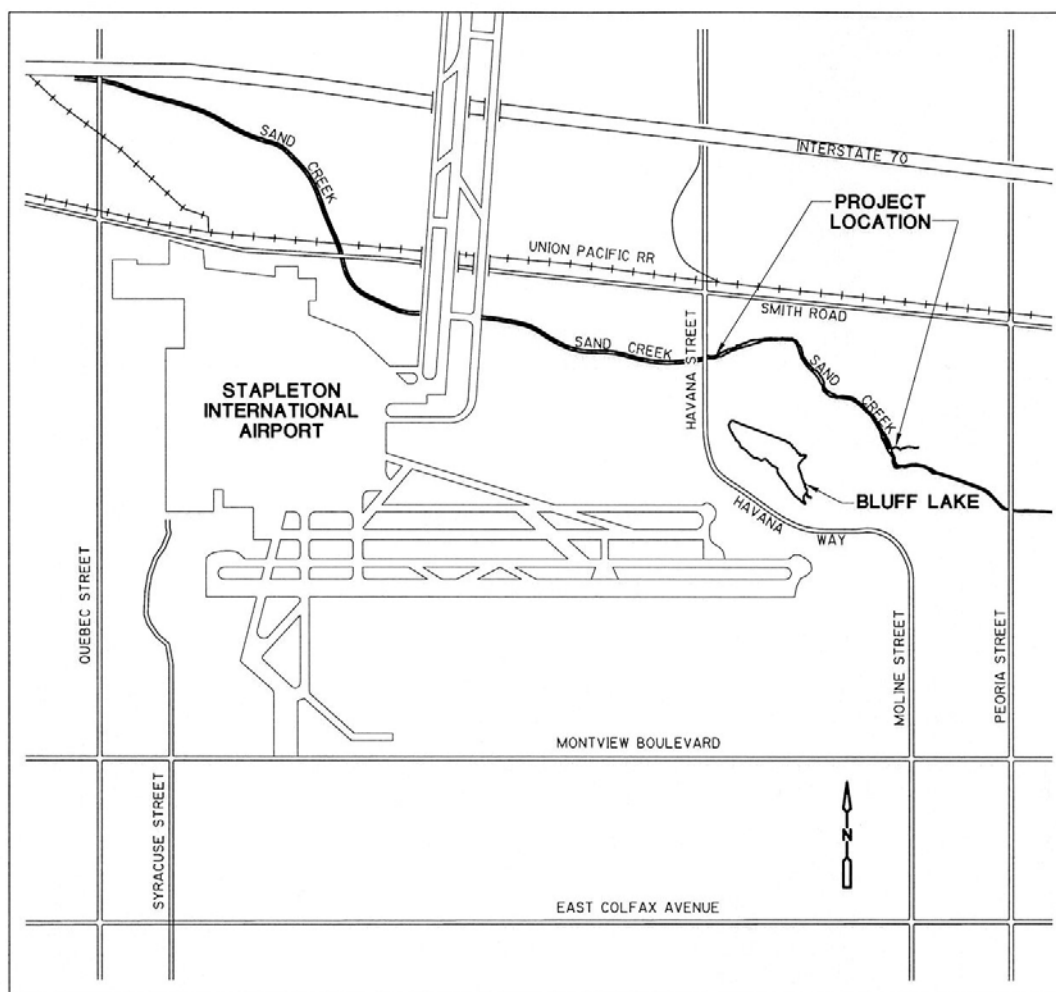 SAND
CREEK
INTERSTATE 70
PROJECT
LOCATION
UNION PACIFIC RR
SMITH ROAD
HAVANA STREET
SAND CREEK
SAND
CREEK
STAPLETON
INTERNATIONAL
AIRPORT
BLUFF LAKE
HAVANA
WAY
QUEBEC STREET
MOLINE STREET
PEORIA STREET
MONTVIEW BOULEVARD
SYRACUSE STREET
N
EAST COLFAX AVENUE